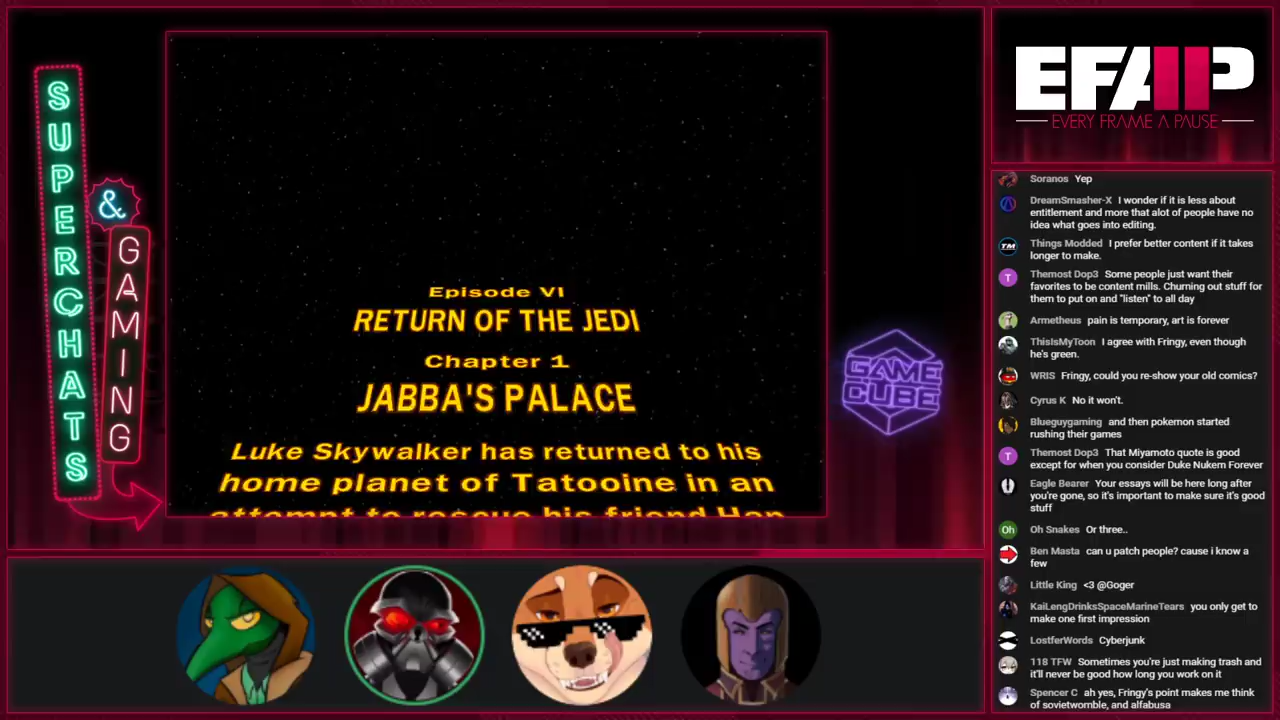 SUPERCHATS
&
GAMING
Episode VI
RETURN OF THE JEDI
Chapter 1
JABBA'S PALACE
Luke Skywalker has returned to his
home planet of Tatooine in an
attempt to rescue his friend Han
GAME
CUBE
EFAP
EVERY FRAME A PAUSE
Soranos Yep
DreamSmasher-X I wonder if it is less about
entitlement and more that alot of people have no
idea what goes into editing.
TM
Things Modded I prefer better content if it takes
longer to make.
T
Themost Dop3 Some people just want their
favorites to be content mills. Churning out stuff for
them to put on and "listen" to all day
Armetheus pain is temporary, art is forever
ThisIsMyToon I agree with Fringy, even though
he's green.
WRIS Fringy, could you re-show your old comics?
Cyrus K No it won't.
Blueguygaming and then pokemon started
rushing their games
T
Themost Dop3 That Miyamoto quote is good
except for when you consider Duke Nukem Forever
Eagle Bearer Your essays will be here long after
you're gone, so it's important to make sure it's good
stuff
Oh
Oh Snakes Or three..
Ben Masta can u patch people? cause i know a
few
Little King <3 @Goger
KaiLengDrinksSpaceMarineTears you only get to
make one first impression
LostferWords Cyberjunk
118 TFW Sometimes you're just making trash and
it'll never be good how long you work on it
Spencer C ah yes, Fringy's point makes me think
of sovietwomble, and alfabusa